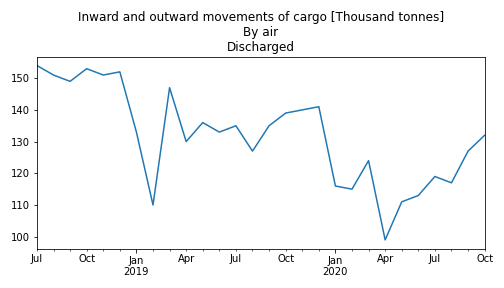 Inward and outward movements of cargo [Thousand tonnes]
By air
Discharged
150
140
130
120
110
100
Jul Oct Jan Apr Jul Oct Jan Apr Jul Oct
2019 2020